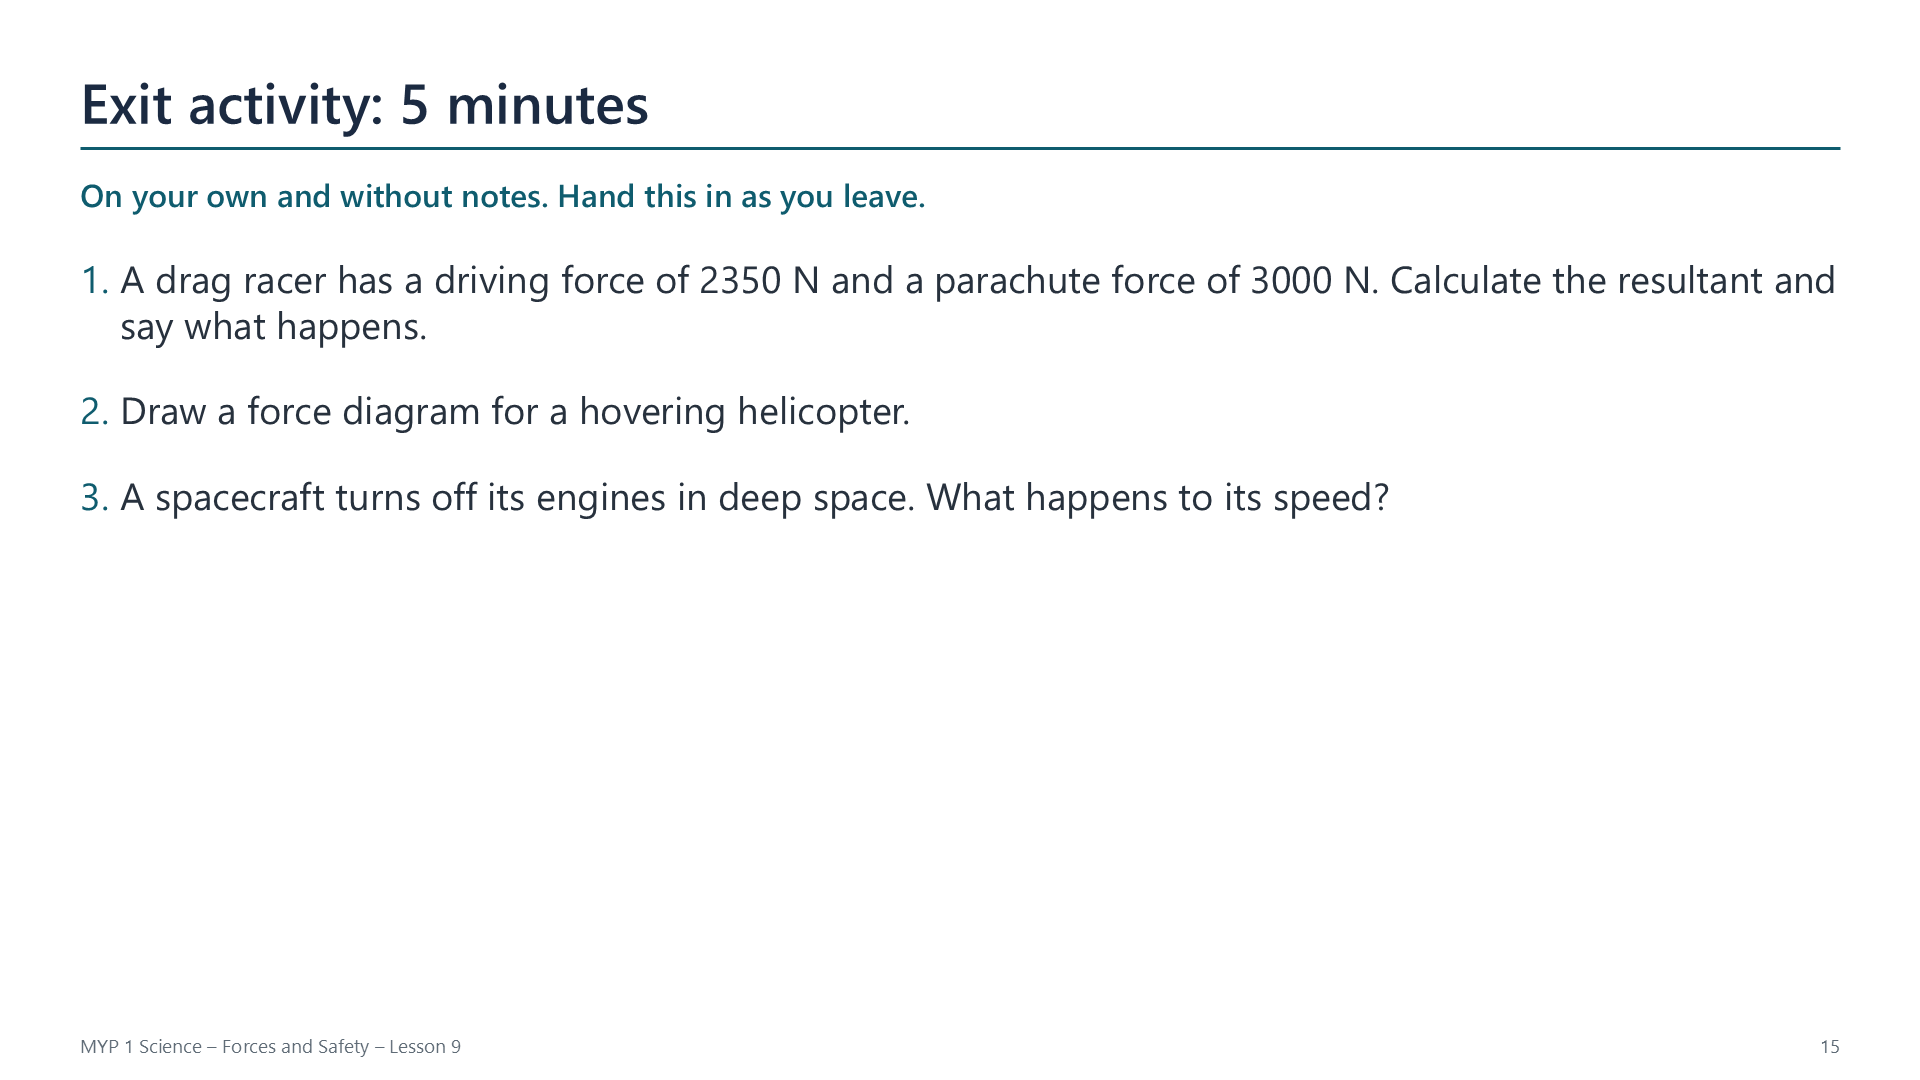 Exit activity: 5 minutes
On your own and without notes. Hand this in as you leave.
1. A drag racer has a driving force of 2350 N and a parachute force of 3000 N. Calculate the resultant and
say what happens.
2. Draw a force diagram for a hovering helicopter.
3. A spacecraft turns off its engines in deep space. What happens to its speed?
MYP 1 Science – Forces and Safety – Lesson 9
15